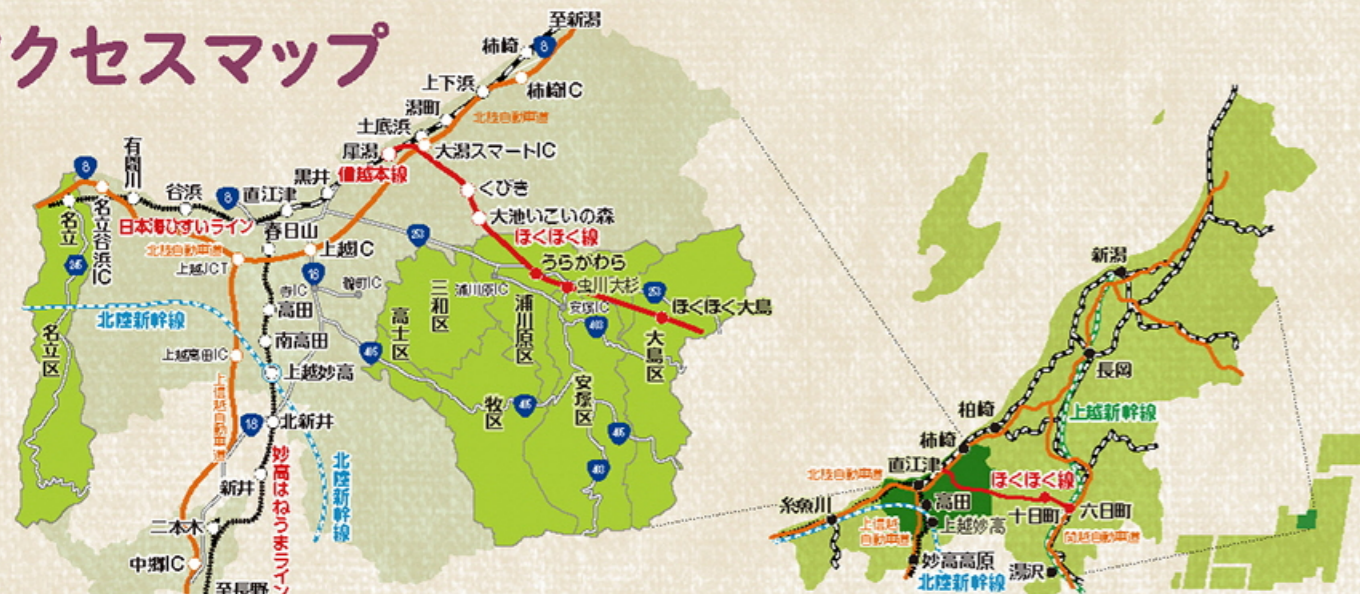 クセスマップ
至新潟
柿崎
8
上下浜
柿崎IC
潟町
北陸自動車道
土底浜
犀潟
大潟スマートIC
信越本線
黒井
くびき
大池いこいの森
ほくほく線
8
有間川
谷浜
8
直江津
名立
名立谷浜IC
日本海ひすいライン
春日山
北陸自動車道
上越IC
上越JCT
253
18
寺IC
鶴町IC
高田
北陸新幹線
南高田
上越高田IC
上越妙高
上信越自動車道
18
北新井
新井
妙高はねうまライン
北陸新幹線
二本木
中郷IC
至長野
名立区
うらがわら
虫川大杉
浦川原IC
安塚IC
253
ほくほく大島
403
405
高士区
三和区
浦川原区
大島区
牧区
405
安塚区
405
403
新潟
長岡
上越新幹線
柏崎
柿崎
直江津
北陸自動車道
ほくほく線
糸魚川
高田
十日町
六日町
上信越
自動車道
上越妙高
関越自動車道
妙高高原
北陸新幹線
湯沢